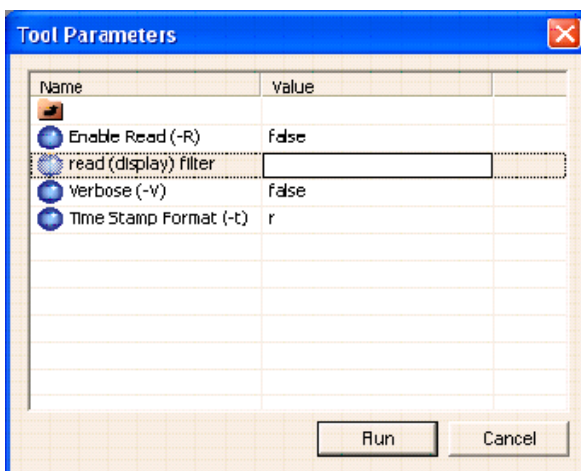 Tool Parameters
Name Value
Enable Read (-R) false
read (display) filter
Verbose (-V) false
Time Stamp Format (-t) r
Run Cancel